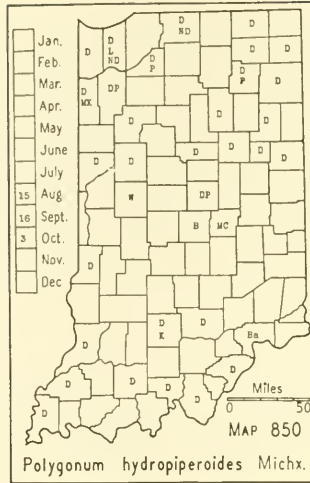 D
D
D
Jan.
D
D
ND
Feb.
D
L
ND
D
P
D
D
Mar.
D
P
D
D
MX
DP
Apr.
D
D
D
May
June
D
D
D
D
D
D
July
15 Aug
W
DP
16 Sept.
B
MC
3 Oct.
Nov.
D
Dec
D
K
D
Ba
D
D
D
D
D
D
D
Miles
0 50
MAP 850
Polygonum hydropiperoides Michx.